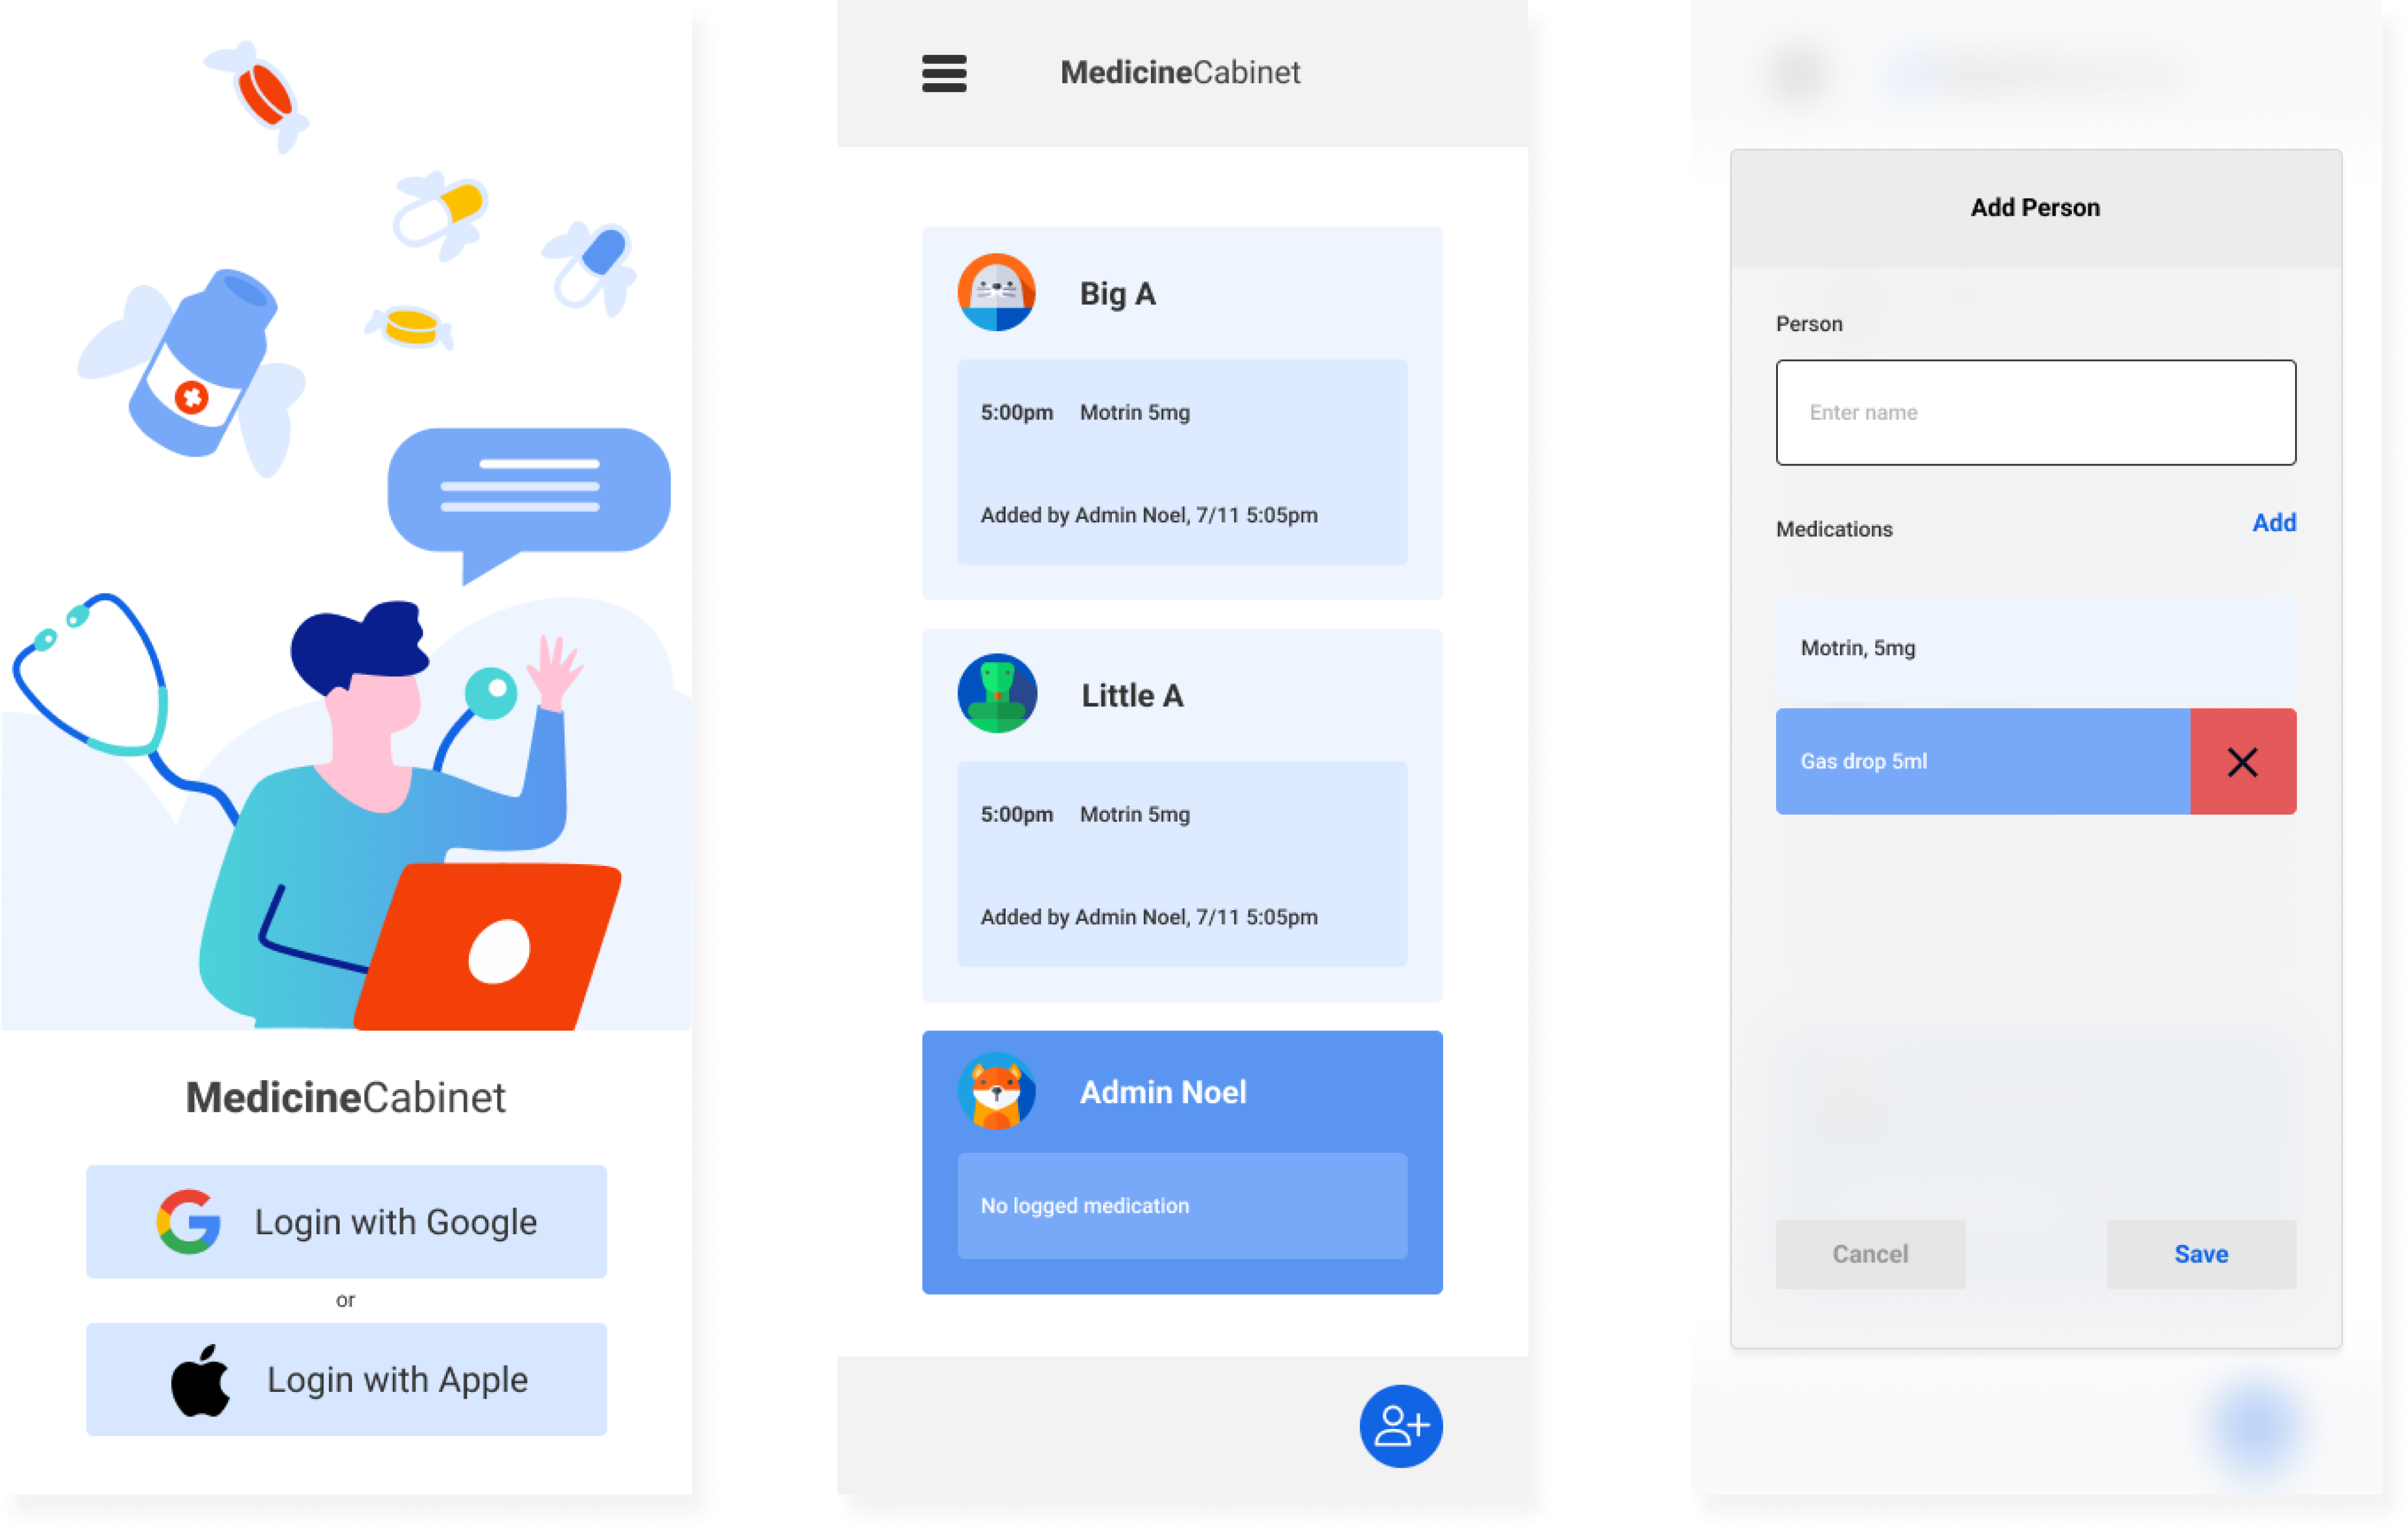 MedicineCabinet
Login with Google
or
Login with Apple
MedicineCabinet
Big A
5:00pm Motrin 5mg
Added by Admin Noel, 7/11 5:05pm
Little A
5:00pm Motrin 5mg
Added by Admin Noel, 7/11 5:05pm
Admin Noel
No logged medication
Add Person
Person
Enter name
Medications Add
Motrin, 5mg
Gas drop 5ml
Cancel Save